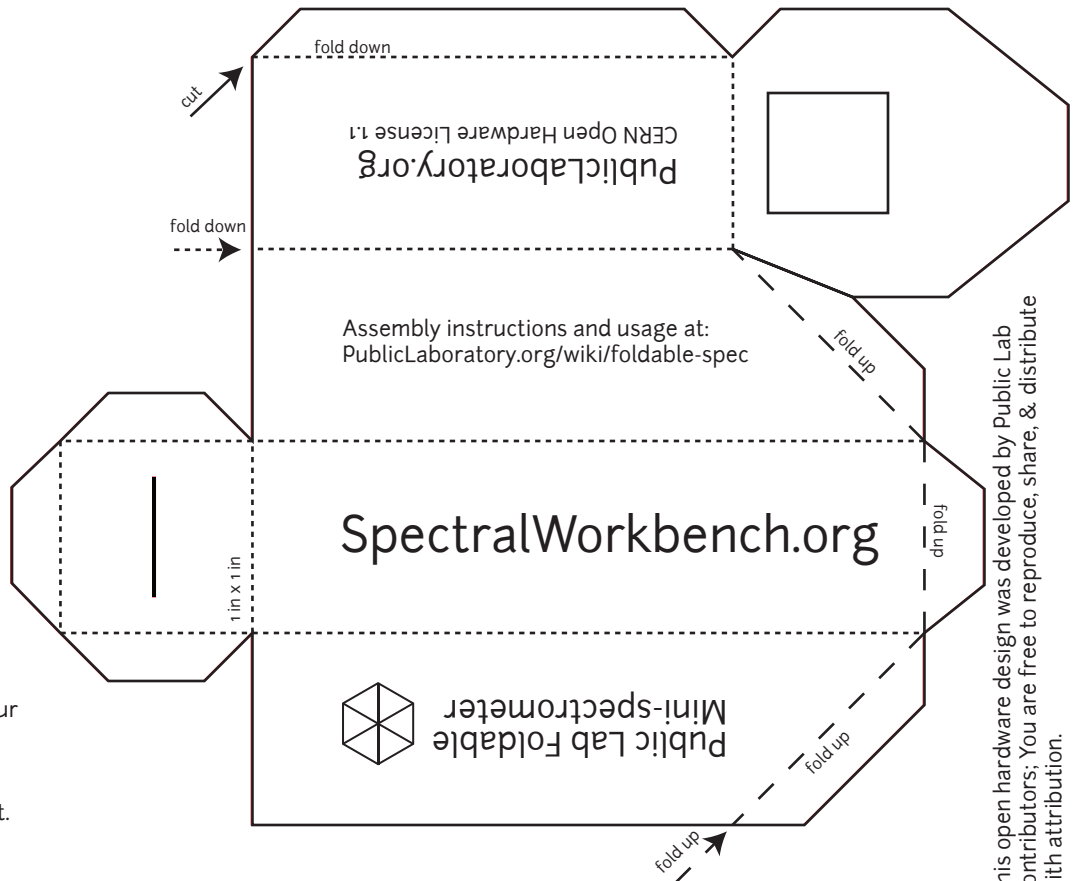 fold down
cut
CERN Open Hardware License 1.1
PublicLaboratory.org
fold down
Assembly instructions and usage at:
PublicLaboratory.org/wiki/foldable-spec
fold up
SpectralWorkbench.org
fold up
1 in x 1 in
Public Lab Foldable
Mini-spectrometer
fold up
fold up
open hardware design was developed by Public Lab
You are free to reproduce, share, & distribute
attribution.